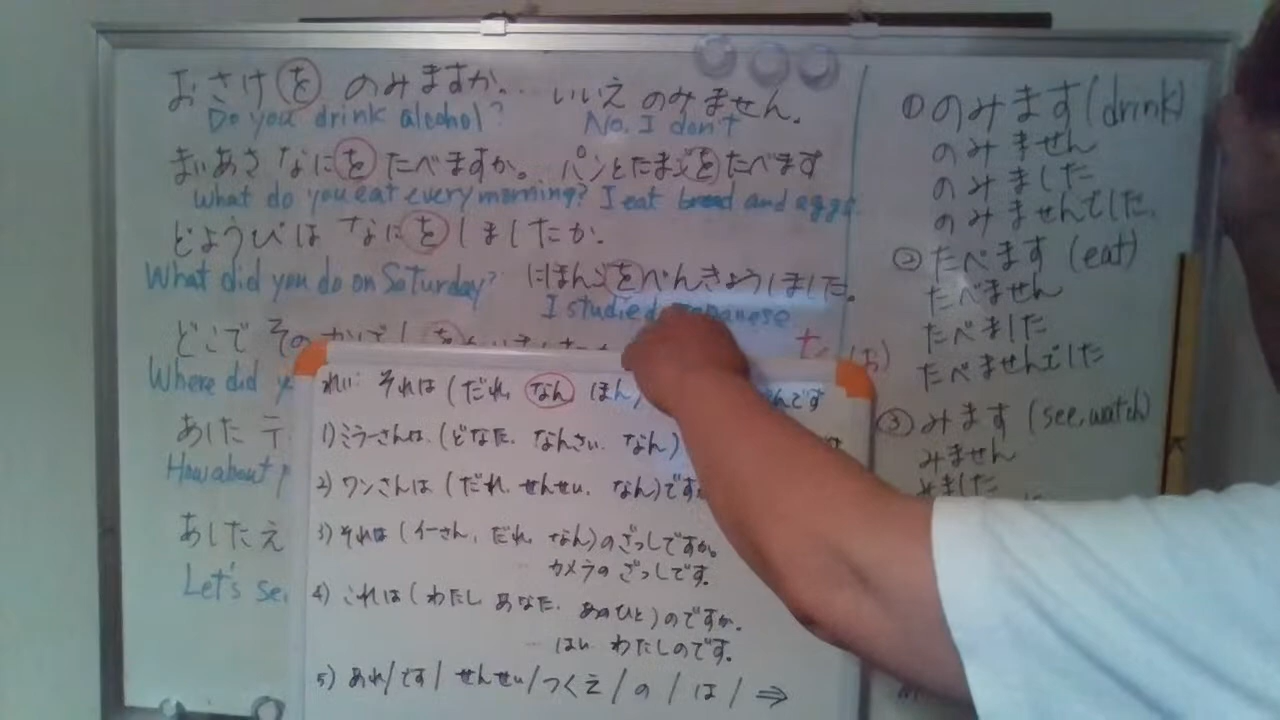 おさけを のみますか. いいえ のみません.
Do you drink alcohol? No. I don't
まいあさ なにを たべますか。 パンとたまごを たべます
What do you eat every morning? I eat bread and eggs.
どようびは なにを しましたか.
What did you do on Saturday? にほんごを べんきょうしました.
I studied Japanese
どこで その
Where did y
あした テ
How about
あした え
Let's se
① のみます (drink)
のみません
のみました
のみませんでした.
② たべます (eat)
たべません
たべました
たべませんでした
③ みます (see, watch)
みません
みました
れい: それは (だれ, なん ほん) んです
1) ミラーさんは, (どなた, なんさい, なん)
2) ワンさんは (だれ, せんせい, なん) です
3) それは (イーさん, だれ, なん) のざっしですか。
カメラの ざっしです.
4) これは (わたし あなた, あのひと) のですか.
はい わたしのです.
5) あれ / です / せんせい / つくえ / の / は / ⇒